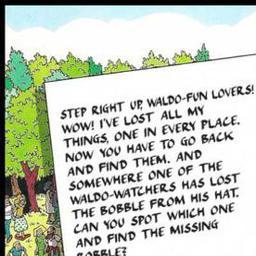 STEP RIGHT UP, WALDO-FUN LOVERS!
WOW! I'VE LOST ALL MY
THINGS, ONE IN EVERY PLACE.
NOW YOU HAVE TO GO BACK
AND FIND THEM. AND
SOMEWHERE ONE OF THE
WALDO-WATCHERS HAS LOST
THE BOBBLE FROM HIS HAT.
CAN YOU SPOT WHICH ONE
AND FIND THE MISSING
BOBBLE?